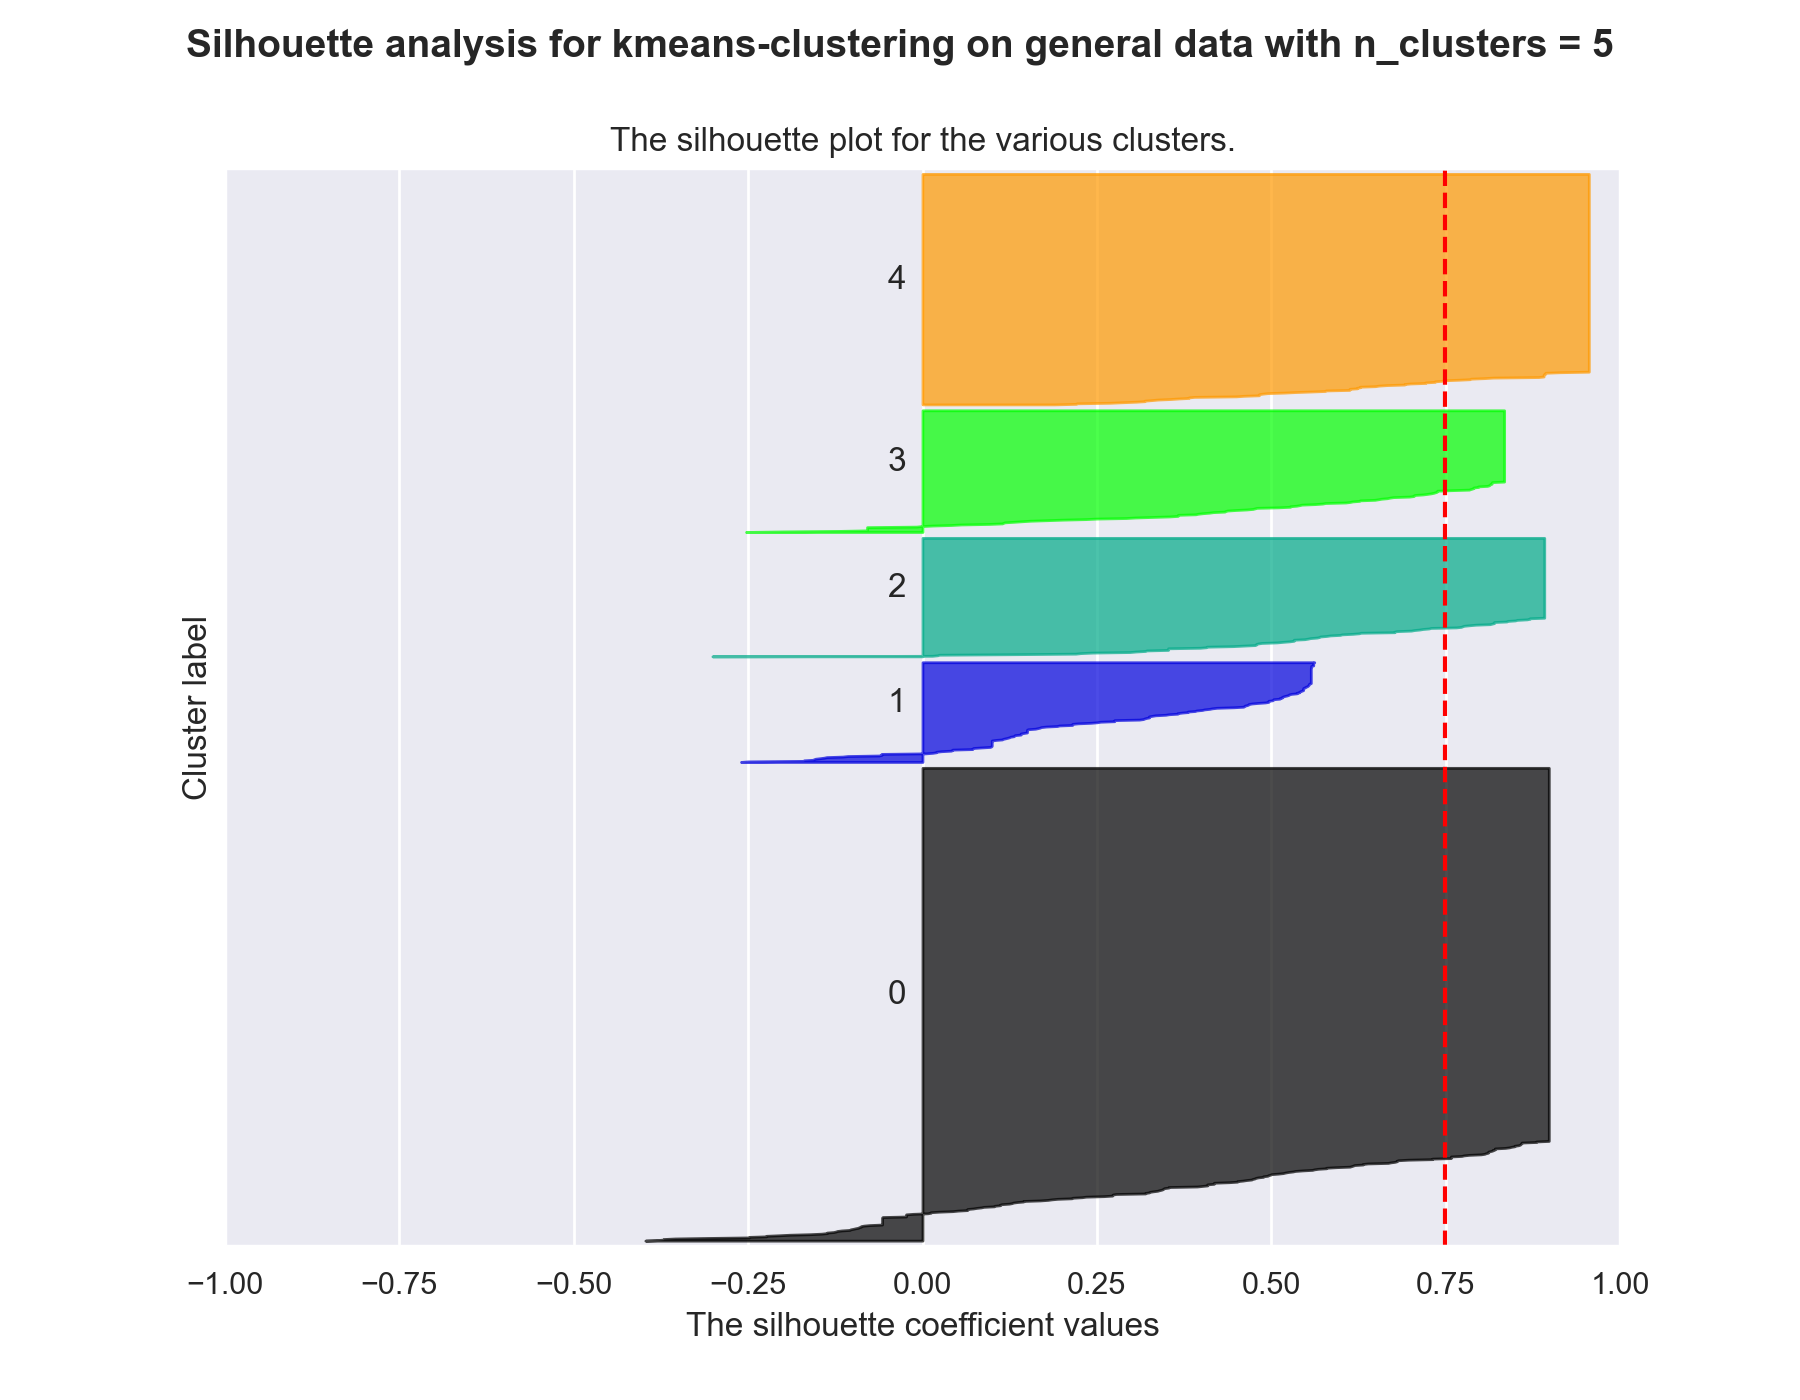 Silhouette analysis for kmeans-clustering on general data with n_clusters = 5
The silhouette plot for the various clusters.
4
3
2
1
0
Cluster label
−1.00 −0.75 −0.50 −0.25 0.00 0.25 0.50 0.75 1.00
The silhouette coefficient values